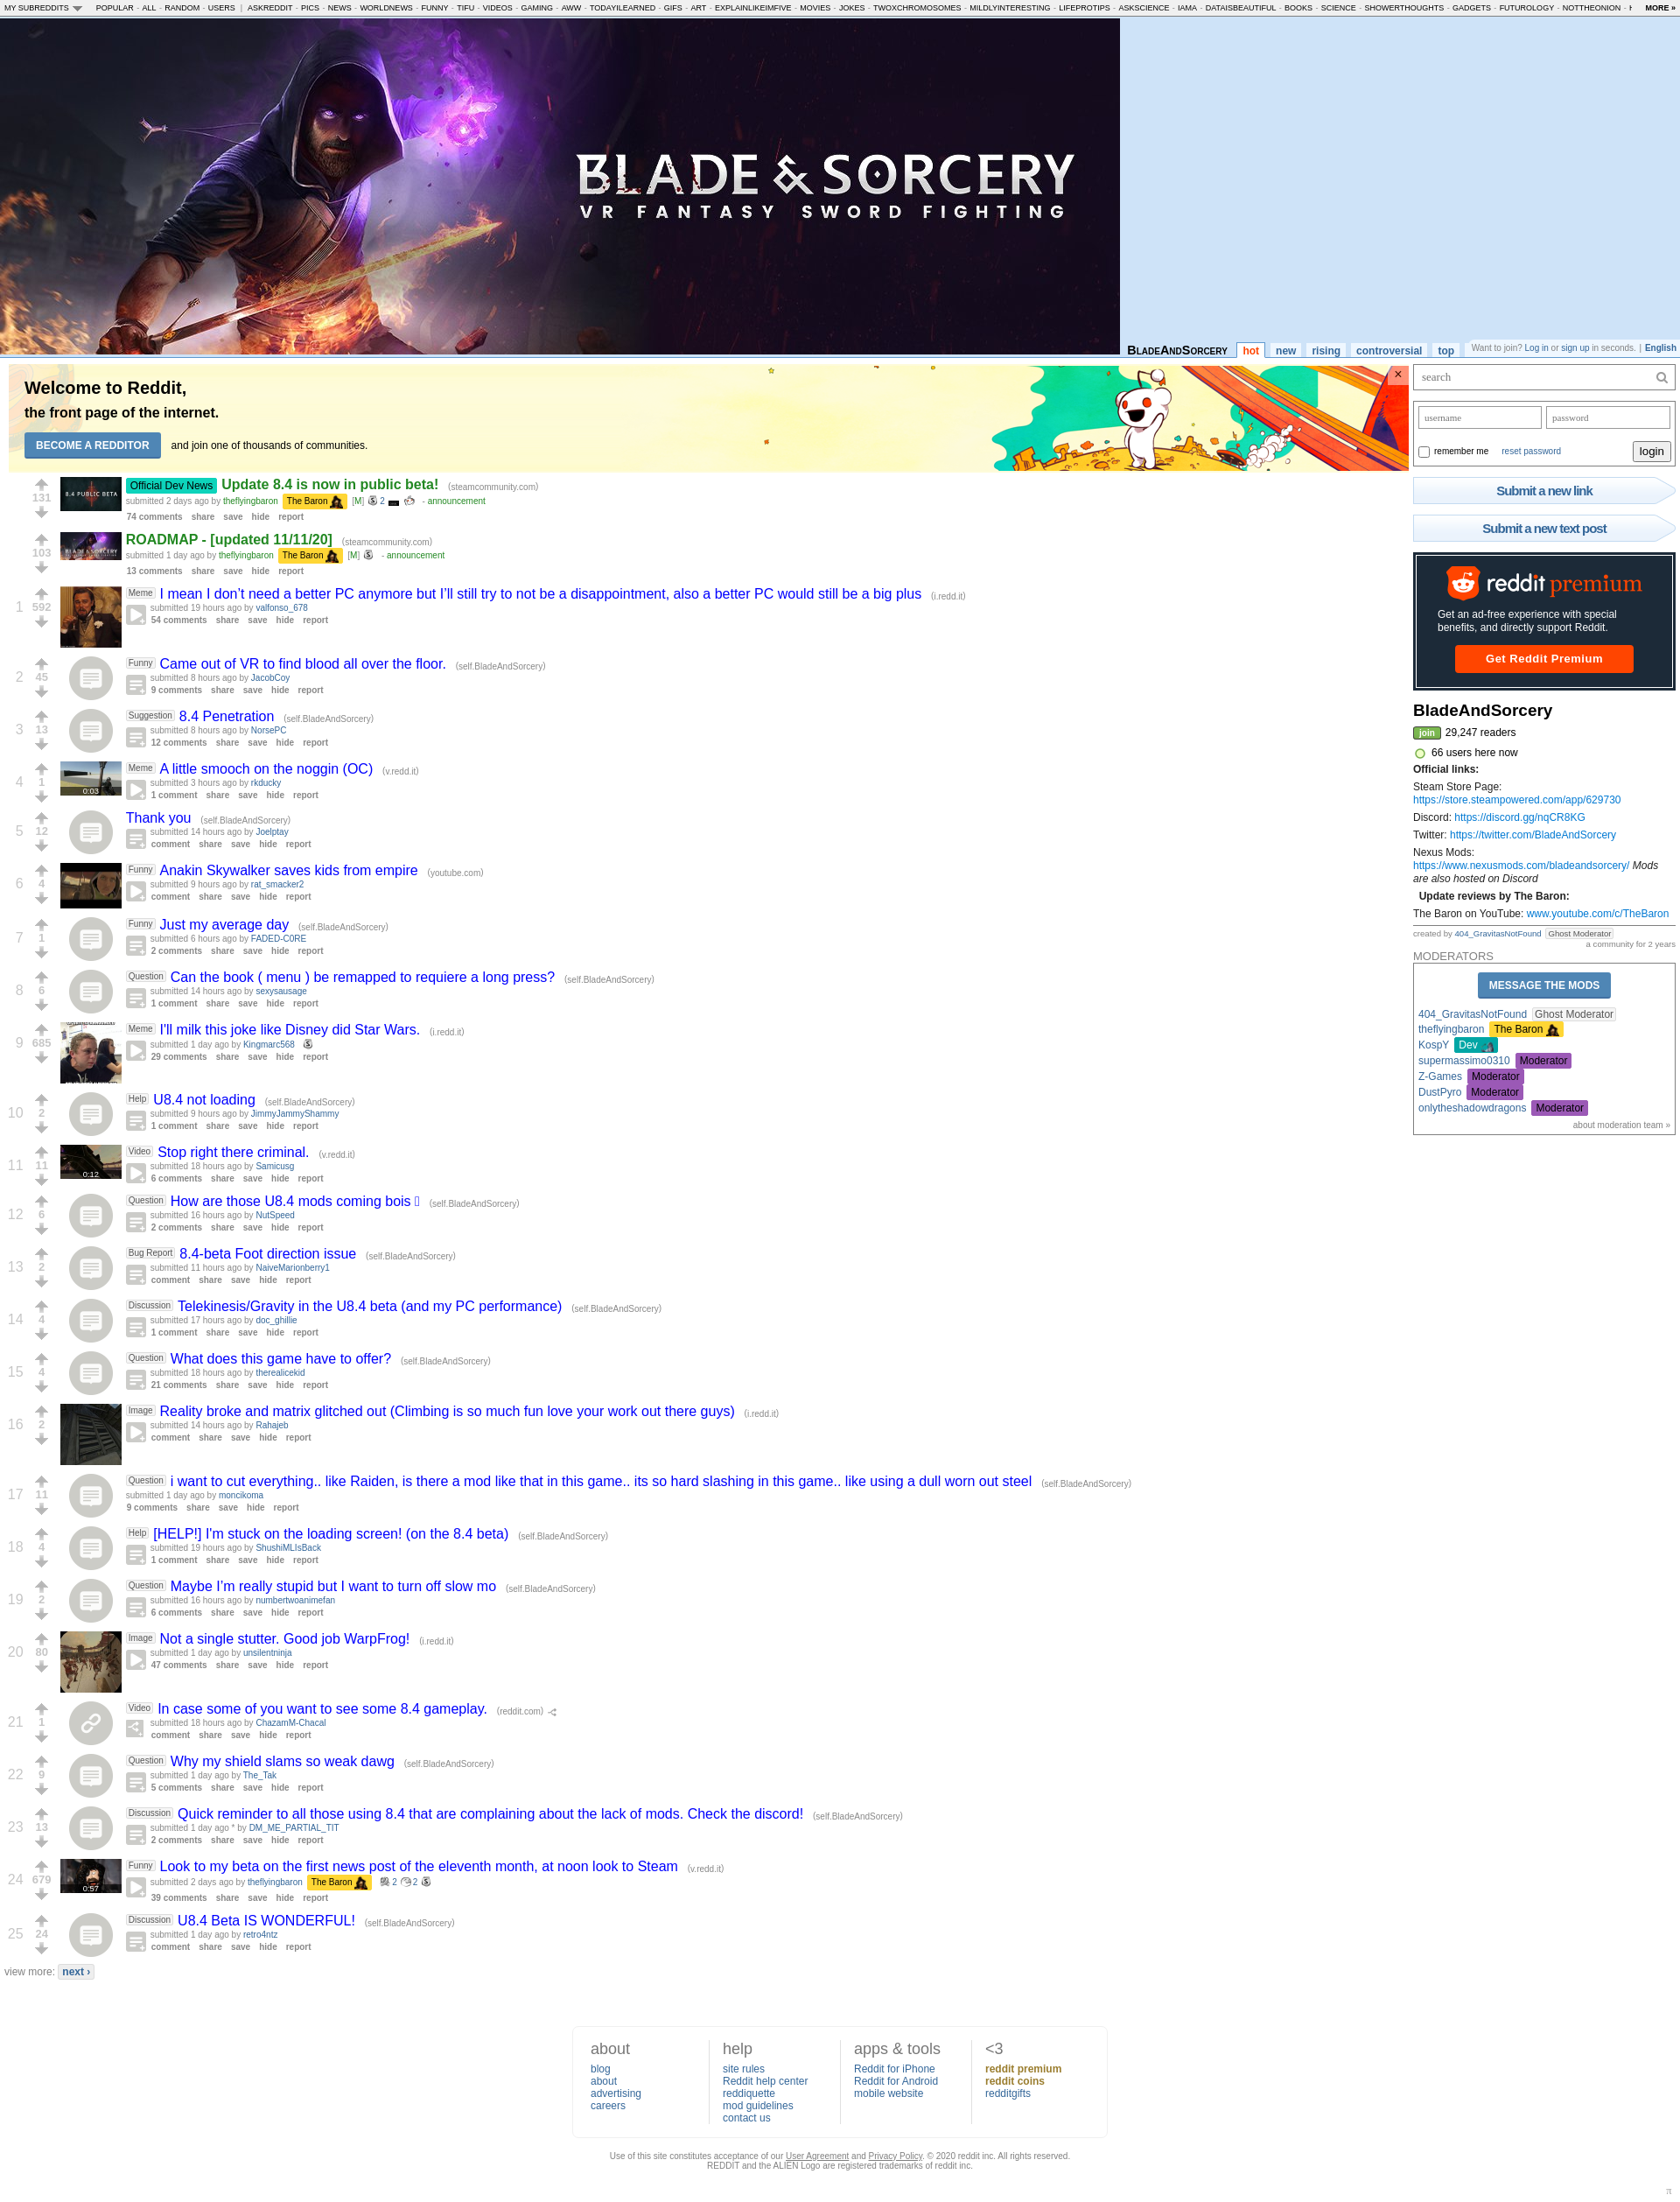 MY SUBREDDITS POPULAR - ALL - RANDOM - USERS | ASKREDDIT - PICS - NEWS - WORLDNEWS - FUNNY - TIFU - VIDEOS - GAMING - AWW - TODAYILEARNED - GIFS - ART - EXPLAINLIKEIMFIVE - MOVIES - JOKES - TWOXCHROMOSOMES - MILDLYINTERESTING - LIFEPROTIPS - ASKSCIENCE - IAMA - DATAISBEAUTIFUL - BOOKS - SCIENCE - SHOWERTHOUGHTS - GADGETS - FUTUROLOGY - NOTTHEONION - MORE »
BLADE & SORCERY
VR FANTASY SWORD FIGHTING
BLADEANDSORCERY hot new rising controversial top
Want to join? Log in or sign up in seconds. | English
Welcome to Reddit,
the front page of the internet.
BECOME A REDDITOR and join one of thousands of communities.
×
131
8.4 PUBLIC BETA
Official Dev News Update 8.4 is now in public beta! (steamcommunity.com)
submitted 2 days ago by theflyingbaron The Baron [M] 2 - announcement
74 comments share save hide report
103
ROADMAP - [updated 11/11/20] (steamcommunity.com)
submitted 1 day ago by theflyingbaron The Baron [M] - announcement
13 comments share save hide report
1 592
Meme I mean I don’t need a better PC anymore but I’ll still try to not be a disappointment, also a better PC would still be a big plus (i.redd.it)
submitted 19 hours ago by valfonso_678
54 comments share save hide report
2 45
Funny Came out of VR to find blood all over the floor. (self.BladeAndSorcery)
submitted 8 hours ago by JacobCoy
9 comments share save hide report
3 13
Suggestion 8.4 Penetration (self.BladeAndSorcery)
submitted 8 hours ago by NorsePC
12 comments share save hide report
4 1
0:03
Meme A little smooch on the noggin (OC) (v.redd.it)
submitted 3 hours ago by rkducky
1 comment share save hide report
5 12
Thank you (self.BladeAndSorcery)
submitted 14 hours ago by Joelptay
comment share save hide report
6 4
Funny Anakin Skywalker saves kids from empire (youtube.com)
submitted 9 hours ago by rat_smacker2
comment share save hide report
7 1
Funny Just my average day (self.BladeAndSorcery)
submitted 6 hours ago by FADED-C0RE
2 comments share save hide report
8 6
Question Can the book ( menu ) be remapped to requiere a long press? (self.BladeAndSorcery)
submitted 14 hours ago by sexysausage
1 comment share save hide report
9 685
Meme I'll milk this joke like Disney did Star Wars. (i.redd.it)
submitted 1 day ago by Kingmarc568
29 comments share save hide report
10 2
Help U8.4 not loading (self.BladeAndSorcery)
submitted 9 hours ago by JimmyJammyShammy
1 comment share save hide report
11 11
0:12
Video Stop right there criminal. (v.redd.it)
submitted 18 hours ago by Samicusg
6 comments share save hide report
12 6
Question How are those U8.4 mods coming bois (self.BladeAndSorcery)
submitted 16 hours ago by NutSpeed
2 comments share save hide report
13 2
Bug Report 8.4-beta Foot direction issue (self.BladeAndSorcery)
submitted 11 hours ago by NaiveMarionberry1
comment share save hide report
14 4
Discussion Telekinesis/Gravity in the U8.4 beta (and my PC performance) (self.BladeAndSorcery)
submitted 17 hours ago by doc_ghillie
1 comment share save hide report
15 4
Question What does this game have to offer? (self.BladeAndSorcery)
submitted 18 hours ago by therealicekid
21 comments share save hide report
16 2
Image Reality broke and matrix glitched out (Climbing is so much fun love your work out there guys) (i.redd.it)
submitted 14 hours ago by Rahajeb
comment share save hide report
17 11
Question i want to cut everything.. like Raiden, is there a mod like that in this game.. its so hard slashing in this game.. like using a dull worn out steel (self.BladeAndSorcery)
submitted 1 day ago by moncikoma
9 comments share save hide report
18 4
Help [HELP!] I'm stuck on the loading screen! (on the 8.4 beta) (self.BladeAndSorcery)
submitted 19 hours ago by ShushiMLIsBack
1 comment share save hide report
19 2
Question Maybe I’m really stupid but I want to turn off slow mo (self.BladeAndSorcery)
submitted 16 hours ago by numbertwoanimefan
6 comments share save hide report
20 80
Image Not a single stutter. Good job WarpFrog! (i.redd.it)
submitted 1 day ago by unsilentninja
47 comments share save hide report
21 1
Video In case some of you want to see some 8.4 gameplay. (reddit.com)
submitted 18 hours ago by ChazamM-Chacal
comment share save hide report
22 9
Question Why my shield slams so weak dawg (self.BladeAndSorcery)
submitted 1 day ago by The_Tak
5 comments share save hide report
23 13
Discussion Quick reminder to all those using 8.4 that are complaining about the lack of mods. Check the discord! (self.BladeAndSorcery)
submitted 1 day ago * by DM_ME_PARTIAL_TIT
2 comments share save hide report
24 679
0:57
Funny Look to my beta on the first news post of the eleventh month, at noon look to Steam (v.redd.it)
submitted 2 days ago by theflyingbaron The Baron 2 2
39 comments share save hide report
25 24
Discussion U8.4 Beta IS WONDERFUL! (self.BladeAndSorcery)
submitted 1 day ago by retro4ntz
comment share save hide report
view more: next ›
search
username password
remember me reset password login
Submit a new link
Submit a new text post
reddit premium
Get an ad-free experience with special
benefits, and directly support Reddit.
Get Reddit Premium
BladeAndSorcery
join 29,247 readers
66 users here now
Official links:
Steam Store Page:
https://store.steampowered.com/app/629730
Discord: https://discord.gg/nqCR8KG
Twitter: https://twitter.com/BladeAndSorcery
Nexus Mods:
https://www.nexusmods.com/bladeandsorcery/ Mods
are also hosted on Discord
Update reviews by The Baron:
The Baron on YouTube: www.youtube.com/c/TheBaron
created by 404_GravitasNotFound Ghost Moderator
a community for 2 years
MODERATORS
MESSAGE THE MODS
404_GravitasNotFound Ghost Moderator
theflyingbaron The Baron
KospY Dev
supermassimo0310 Moderator
Z-Games Moderator
DustPyro Moderator
onlytheshadowdragons Moderator
about moderation team »
about
blog
about
advertising
careers
help
site rules
Reddit help center
reddiquette
mod guidelines
contact us
apps & tools
Reddit for iPhone
Reddit for Android
mobile website
<3
reddit premium
reddit coins
redditgifts
Use of this site constitutes acceptance of our User Agreement and Privacy Policy. © 2020 reddit inc. All rights reserved.
REDDIT and the ALIEN Logo are registered trademarks of reddit inc.
π